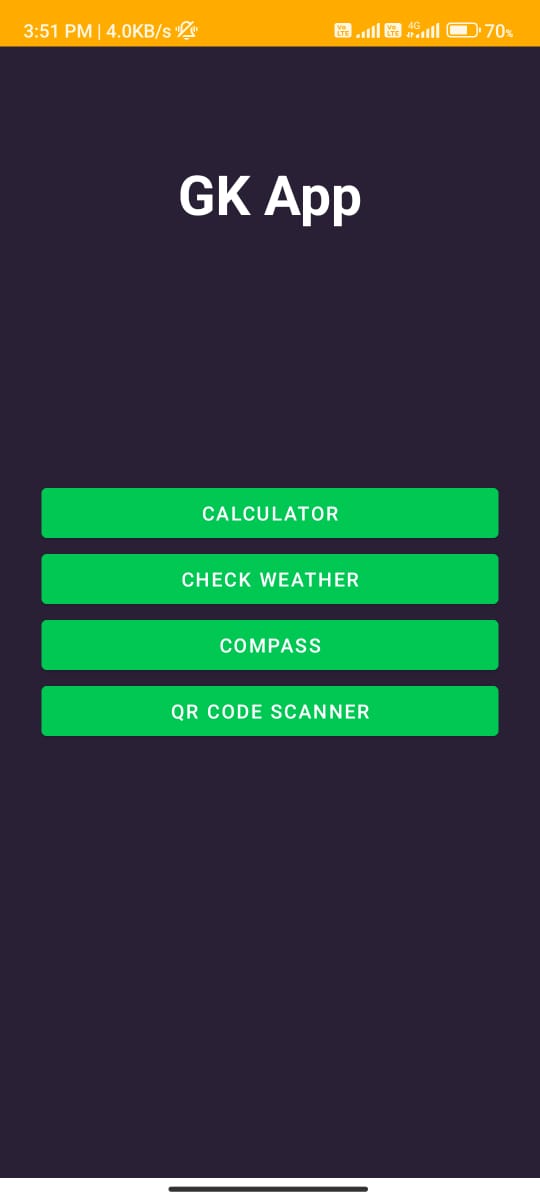 3:51 PM | 4.0KB/s Vo LTE Vo LTE 4G 70%
GK App
CALCULATOR
CHECK WEATHER
COMPASS
QR CODE SCANNER